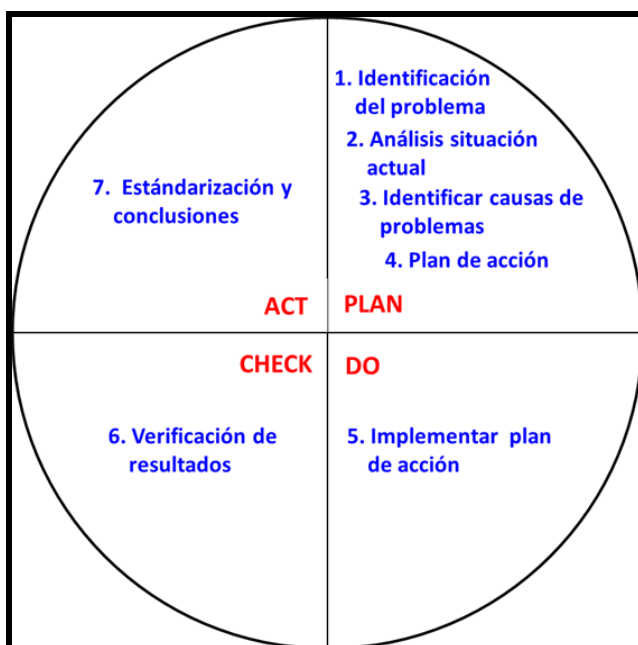 1. Identificación
del problema
2. Análisis situación
actual
3. Identificar causas de
problemas
4. Plan de acción
PLAN
DO
5. Implementar plan
de acción
CHECK
6. Verificación de
resultados
7. Estándarización y
conclusiones
ACT